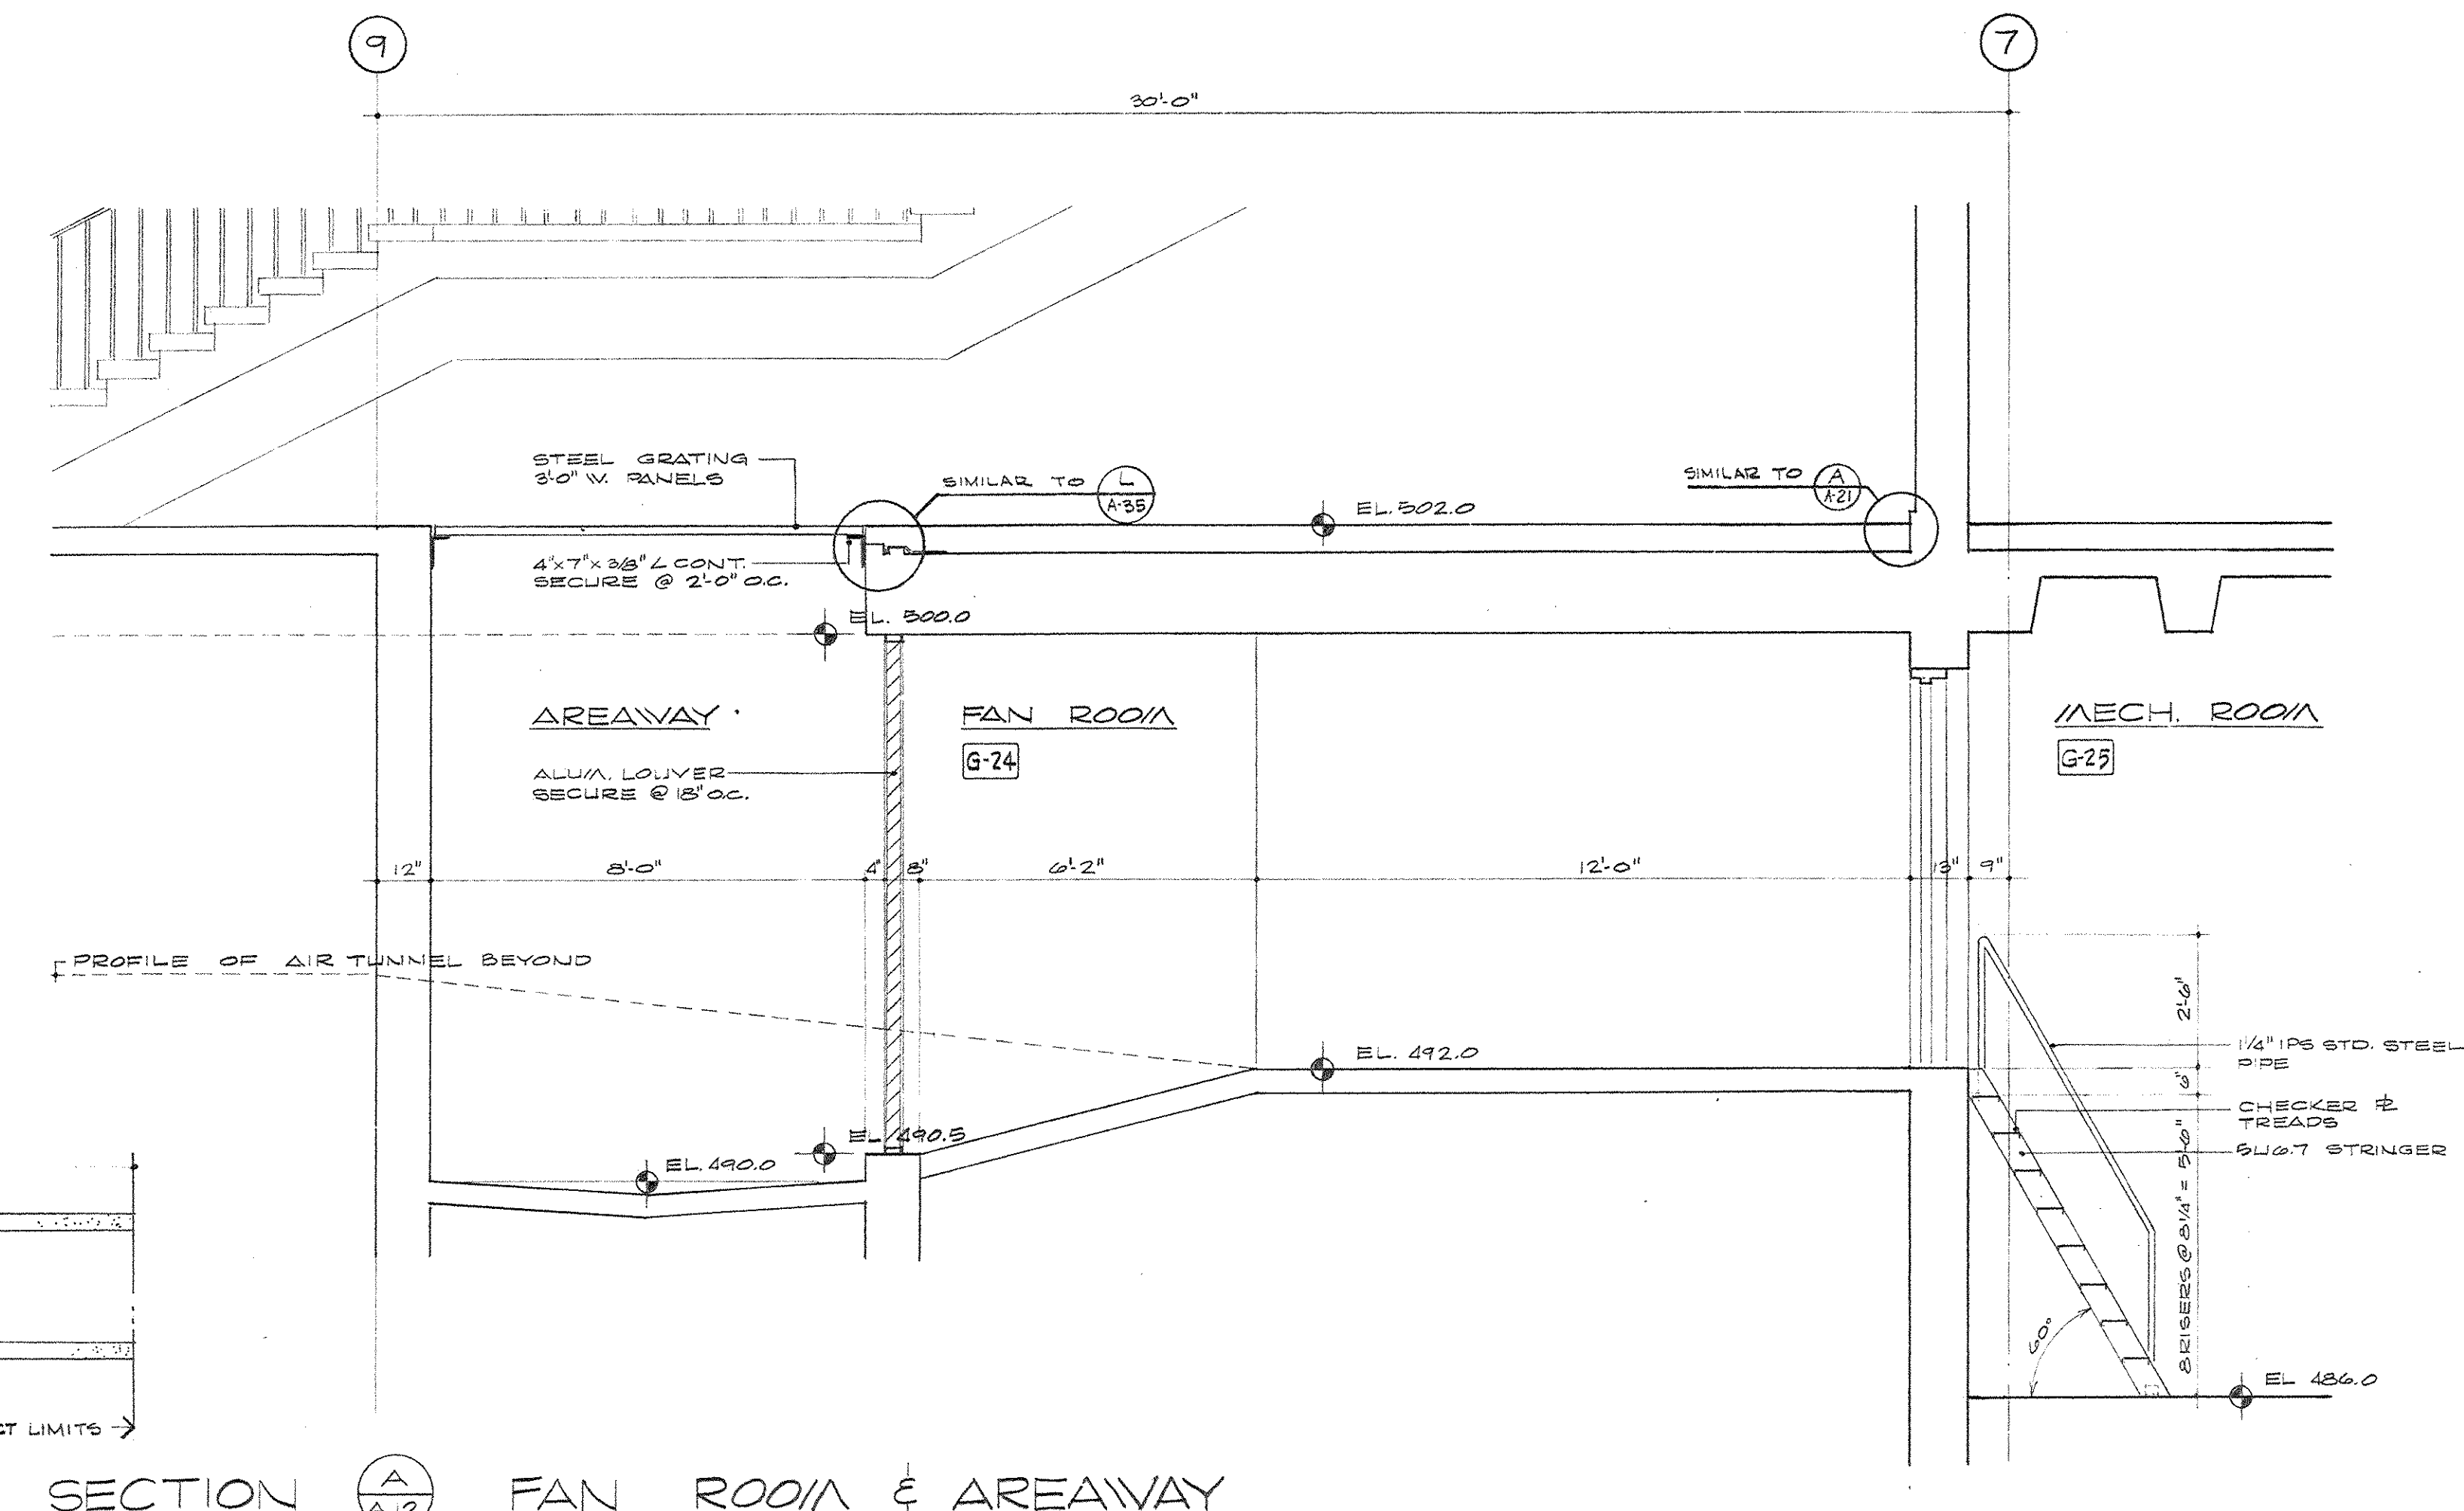 9
7
30'-0"
STEEL GRATING
3'-0" W. PANELS
SIMILAR TO L
A-35
SIMILAR TO A
A-21
EL. 502.0
4"x7"x3/8" L CONT.
SECURE @ 2'-0" O.C.
EL. 500.0
AREAWAY
FAN ROOM
G-24
MECH. ROOM
G-25
ALUM. LOUVER
SECURE @ 18" O.C.
12" 8'-0" 4" 8" 6'-2" 12'-0" 13" 9"
PROFILE OF AIR TUNNEL BEYOND
2'-6"
1 1/4" IPS STD. STEEL
PIPE
EL. 492.0
6"
CHECKER PL
TREADS
5⊔6.7 STRINGER
EL. 490.5
EL. 490.0
8 RISERS @ 8 1/4" = 5'-6"
60°
EL 486.0
CT LIMITS
SECTION A FAN ROOM & AREAWAY
A-12